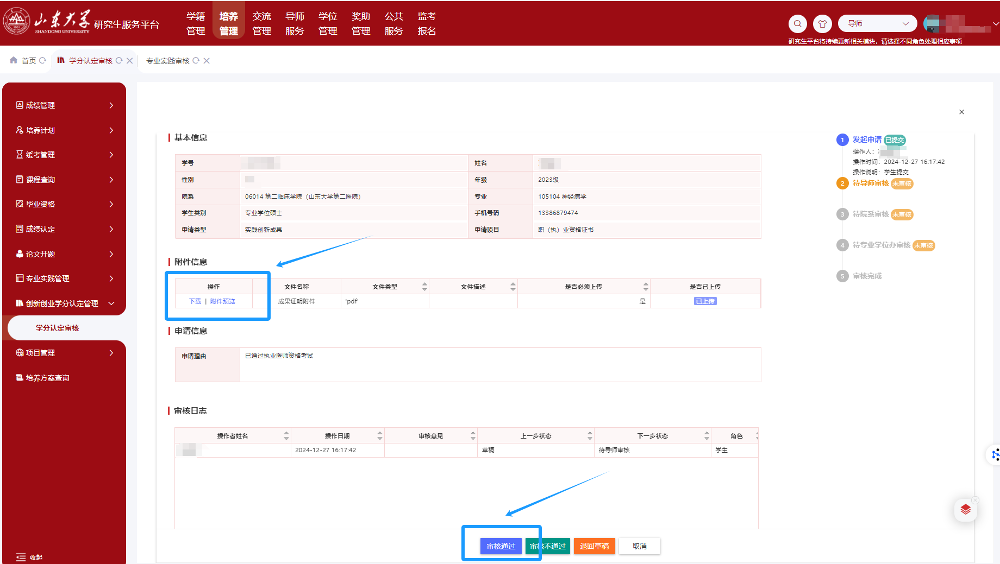 山东大学
SHANDONG UNIVERSITY
研究生服务平台
学籍管理
培养管理
交流管理
导师服务
学位管理
奖助管理
公共服务
监考报名
导师
研究生平台将持续更新相关模块，请选择不同角色处理相应事项
首页
学分认定审核
专业实践审核
成绩管理
培养计划
缓考管理
课程查询
毕业资格
成绩认定
论文开题
专业实践管理
创新创业学分认定管理
学分认定审核
项目管理
培养方案查询
收起
基本信息
学号 姓名
性别 年级 2023级
院系 06014 第二临床学院（山东大学第二医院） 专业 105104 神经病学
学生类别 专业学位硕士 手机号码 13386879474
申请类型 实践创新成果 申请项目 职（执）业资格证书
附件信息
操作 文件名称 文件类型 文件描述 是否必须上传 是否已上传
下载 | 附件预览 成果证明附件 'pdf' 是 已上传
申请信息
申请理由 已通过执业医师资格考试
审核日志
操作者姓名 操作日期 审核意见 上一步状态 下一步状态 角色
2024-12-27 16:17:42 草稿 待导师审核 学生
审核通过 审核不通过 退回草稿 取消
1 发起申请 已提交
操作人：
操作时间：2024-12-27 16:17:42
操作说明：学生提交
2 待导师审核 未审核
3 待院系审核 未审核
4 待专业学位办审核 未审核
5 审核完成